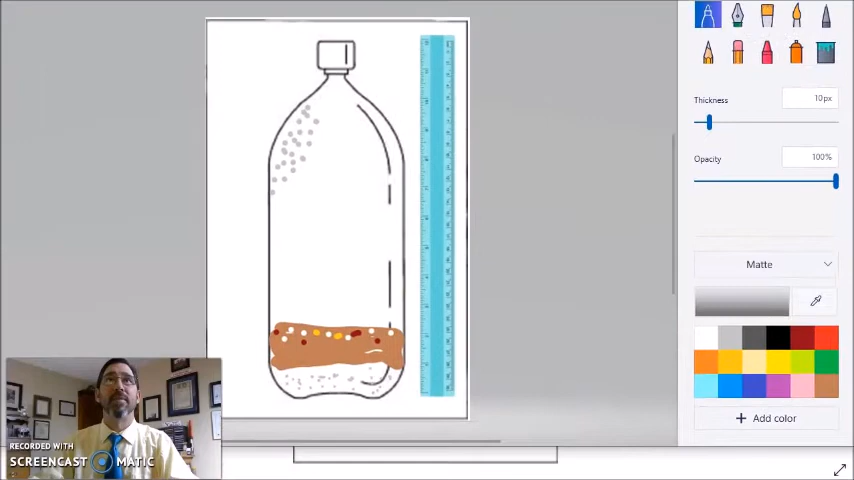 Thickness
10px
Opacity
100%
Matte
+ Add color
RECORDED WITH
SCREENCAST MATIC